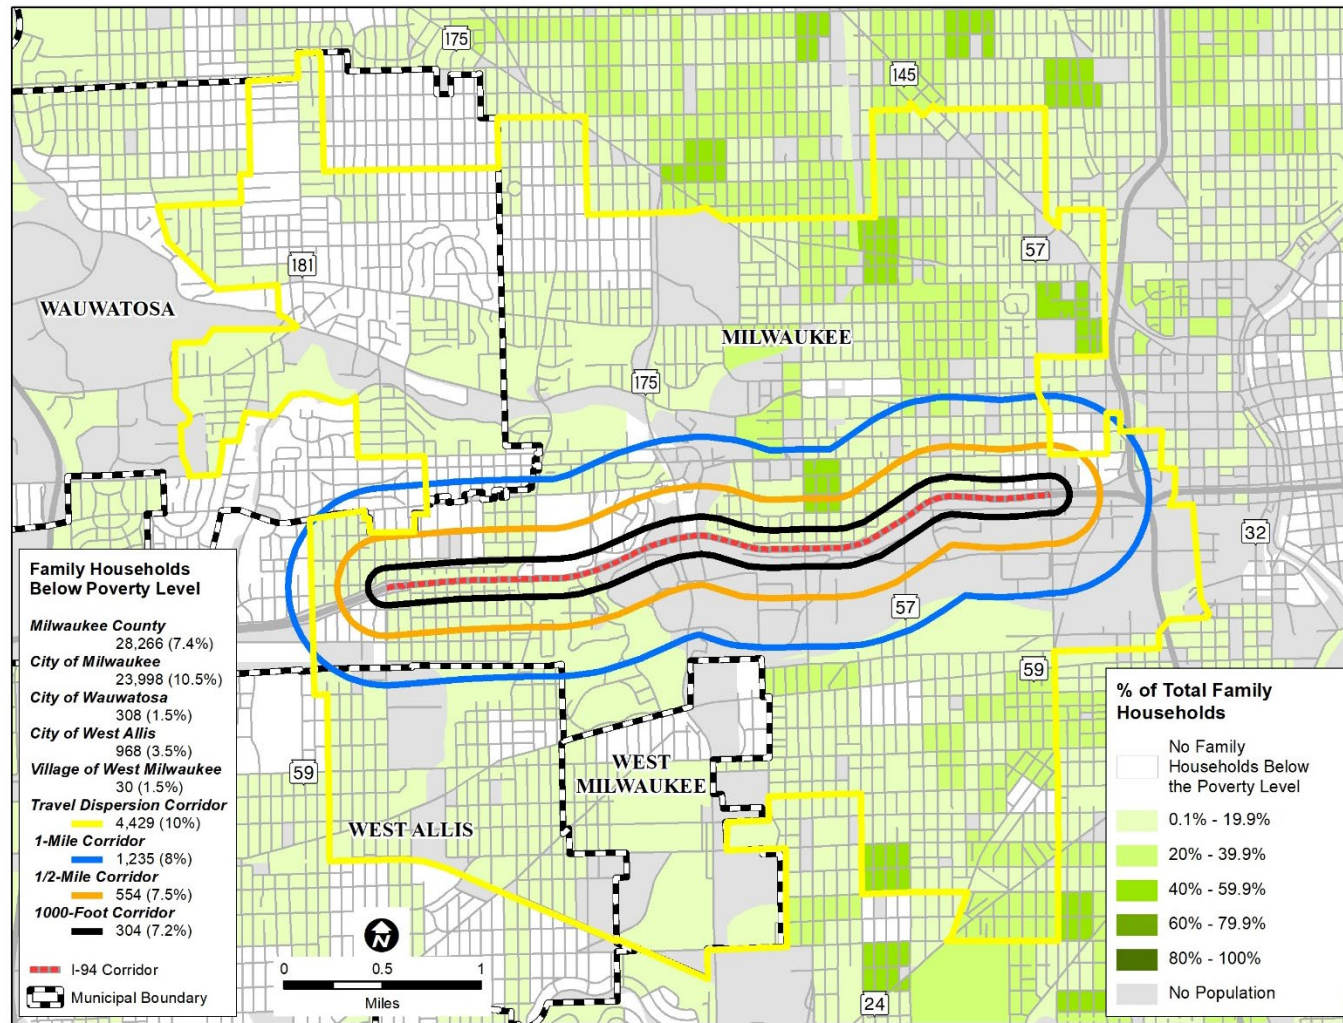 175
145
181
57
WAUWATOSA
MILWAUKEE
175
32
57
59
59
WEST
MILWAUKEE
WEST ALLIS
24
Family Households
Below Poverty Level
Milwaukee County
28,266 (7.4%)
City of Milwaukee
23,998 (10.5%)
City of Wauwatosa
308 (1.5%)
City of West Allis
968 (3.5%)
Village of West Milwaukee
30 (1.5%)
Travel Dispersion Corridor
4,429 (10%)
1-Mile Corridor
1,235 (8%)
1/2-Mile Corridor
554 (7.5%)
1000-Foot Corridor
304 (7.2%)
I-94 Corridor
Municipal Boundary
N
0 0.5 1
Miles
% of Total Family
Households
No Family
Households Below
the Poverty Level
0.1% - 19.9%
20% - 39.9%
40% - 59.9%
60% - 79.9%
80% - 100%
No Population